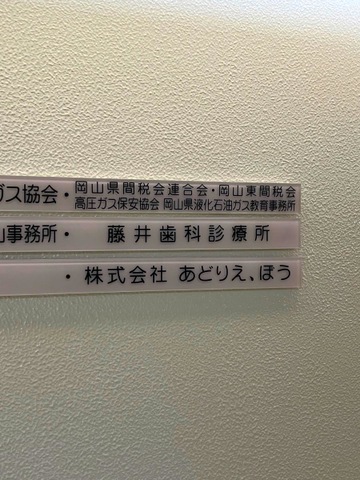 ガス協会・岡山県間税会連合会・岡山東間税会
高圧ガス保安協会 岡山県液化石油ガス教育事務所
山事務所・ 藤井歯科診療所
・株式会社 あどりえ、ぼう